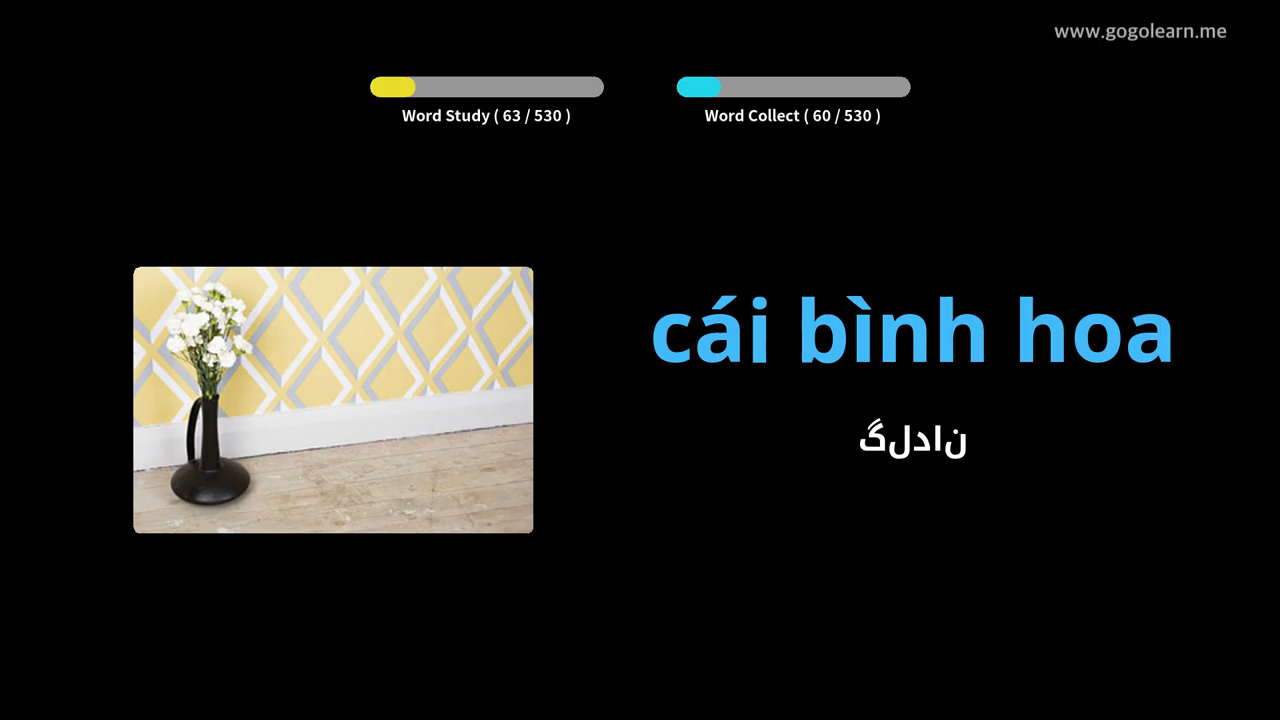 www.gogolearn.me
Word Study ( 63 / 530 )
Word Collect ( 60 / 530 )
cái bình hoa
گلدان